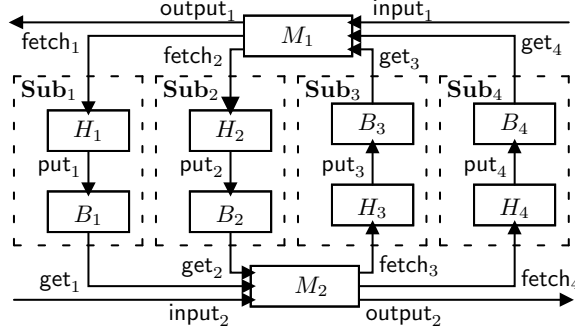 output₁ input₁
fetch₁ M₁ get₄
fetch₂ get₃
Sub₁ Sub₂ Sub₃ Sub₄
H₁ H₂ B₃ B₄
put₁ put₂ put₃ put₄
B₁ B₂ H₃ H₄
get₁ get₂ M₂ fetch₃ fetch₄
input₂ output₂